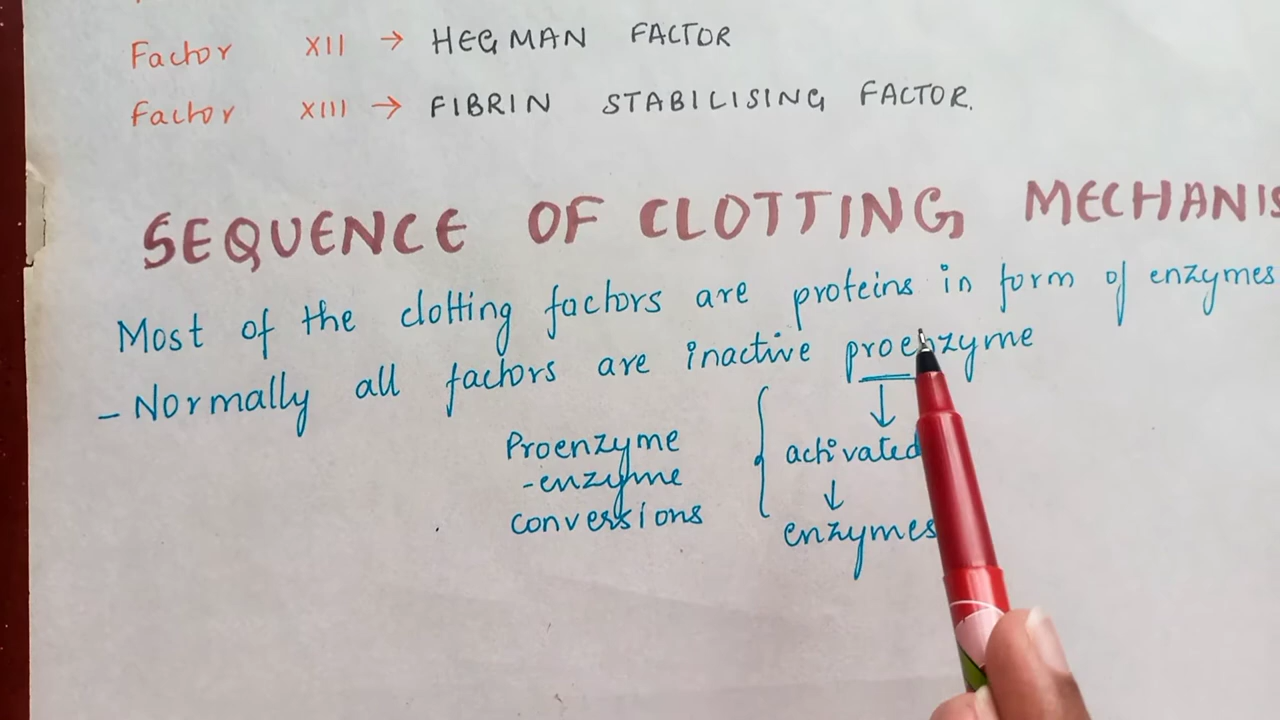 Factor XII → HEGMAN FACTOR
Factor XIII → FIBRIN STABILISING FACTOR.
SEQUENCE OF CLOTTING MECHANIS
Most of the clotting factors are proteins in form of enzymes
- Normally all factors are inactive proenzyme
↓
Proenzyme
-enzyme
conversions
{ activated
↓
enzymes